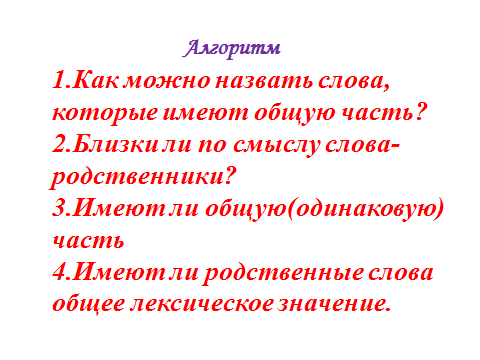 Алгоритм
1.Как можно назвать слова,
которые имеют общую часть?
2.Близки ли по смыслу слова-
родственники?
3.Имеют ли общую(одинаковую)
часть
4.Имеют ли родственные слова
общее лексическое значение.